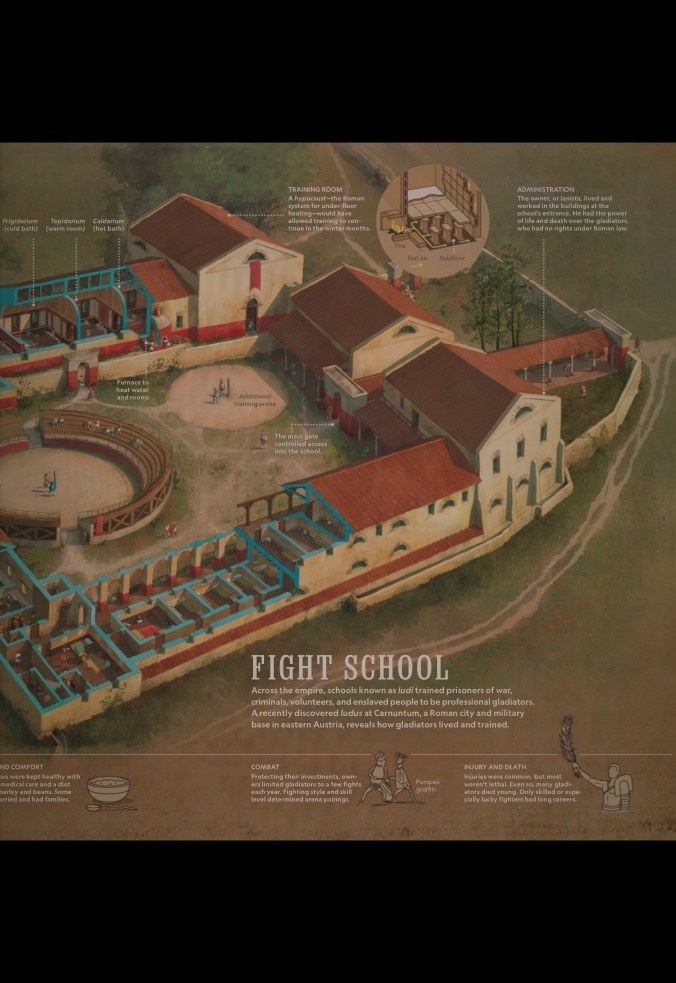 TRAINING ROOM
A hypocaust—the Roman
system for under-floor
heating—would have
allowed training to con-
tinue in the winter months.
ADMINISTRATION
The owner, or lanista, lived and
worked in the buildings at the
school's entrance. He had the power
of life and death over the gladiators,
who had no rights under Roman law.
Frigidarium
(cold bath)
Tepidarium
(warm room)
Caldarium
(hot bath)
Fire
Hot air
Subfloor
Furnace to
heat water
and rooms
Additional
training arena
The main gate
controlled access
into the school.
FIGHT SCHOOL
Across the empire, schools known as ludi trained prisoners of war,
criminals, volunteers, and enslaved people to be professional gladiators.
A recently discovered ludus at Carnuntum, a Roman city and military
base in eastern Austria, reveals how gladiators lived and trained.
ND COMFORT
ors were kept healthy with
medical care and a diet
barley and beans. Some
arried and had families.
COMBAT
Protecting their investments, own-
ers limited gladiators to a few fights
each year. Fighting style and skill
level determined arena pairings.
Pompeii
graffiti
INJURY AND DEATH
Injuries were common, but most
weren't lethal. Even so, many gladi-
ators died young. Only skilled or espe-
cially lucky fighters had long careers.